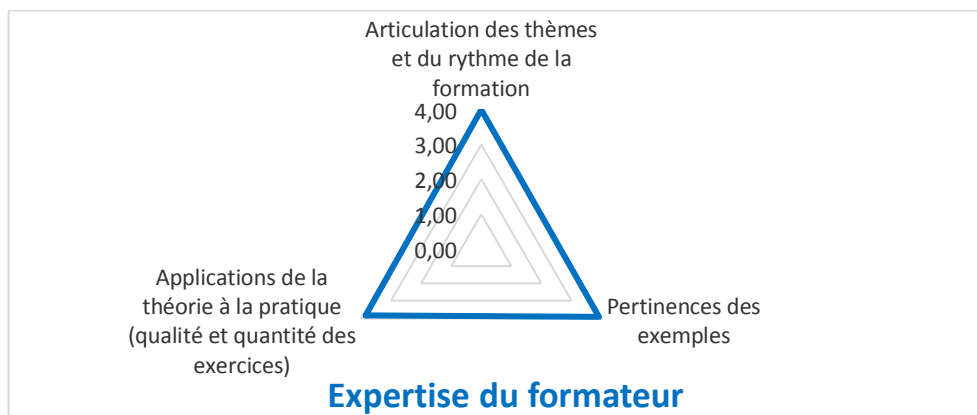 Articulation des thèmes
et du rythme de la
formation
4,00
3,00
2,00
1,00
0,00
Applications de la
théorie à la pratique
(qualité et quantité des
exercices)
Pertinences des
exemples
Expertise du formateur